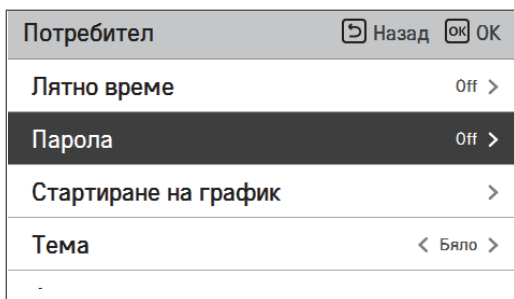 Потребител Назад OK OK
Лятно време Off >
Парола Off >
Стартиране на график >
Тема < Бяло >